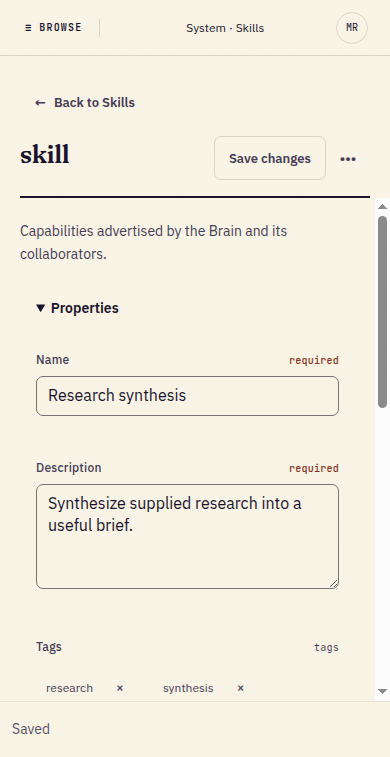 ≡ BROWSE
System · Skills
MR
← Back to Skills
skill
Save changes
•••
Capabilities advertised by the Brain and its
collaborators.
▼ Properties
Name required
Research synthesis
Description required
Synthesize supplied research into a
useful brief.
Tags tags
research × synthesis ×
Saved